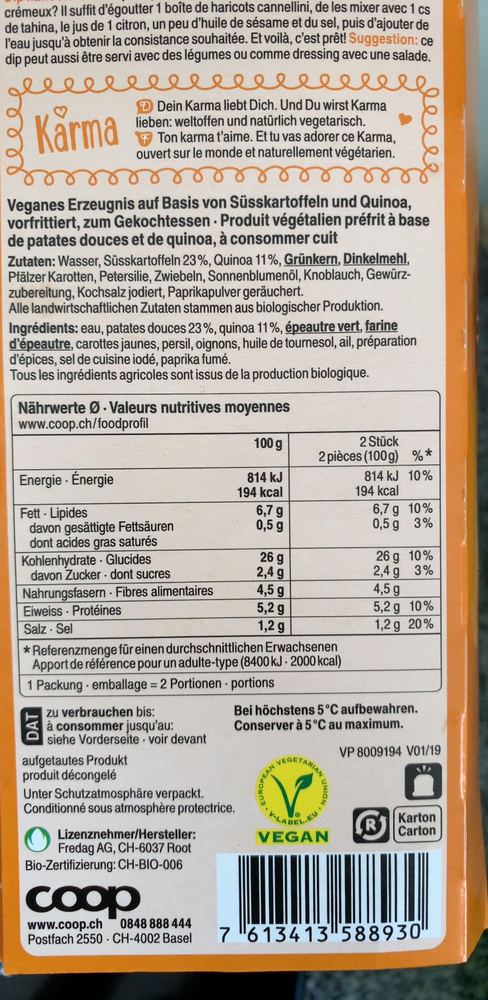 crémeux? Il suffit d'égoutter 1 boîte de haricots cannellini, de les mixer avec 1 cs
de tahina, le jus de 1 citron, un peu d'huile de sésame et du sel, puis d'ajouter de
l'eau jusqu'à obtenir la consistance souhaitée. Et voilà, c'est prêt! Suggestion: ce
dip peut aussi être servi avec des légumes ou comme dressing avec une salade.
Karma
D Dein Karma liebt Dich. Und Du wirst Karma
lieben: weltoffen und natürlich vegetarisch.
F Ton karma t'aime. Et tu vas adorer ce Karma,
ouvert sur le monde et naturellement végétarien.
Veganes Erzeugnis auf Basis von Süsskartoffeln und Quinoa,
vorfrittiert, zum Gekochtessen · Produit végétalien préfrit à base
de patates douces et de quinoa, à consommer cuit
Zutaten: Wasser, Süsskartoffeln 23%, Quinoa 11%, Grünkern, Dinkelmehl,
Pfälzer Karotten, Petersilie, Zwiebeln, Sonnenblumenöl, Knoblauch, Gewürz-
zubereitung, Kochsalz jodiert, Paprikapulver geräuchert.
Alle landwirtschaftlichen Zutaten stammen aus biologischer Produktion.
Ingrédients: eau, patates douces 23%, quinoa 11%, épeautre vert, farine
d'épeautre, carottes jaunes, persil, oignons, huile de tournesol, ail, préparation
d'épices, sel de cuisine iodé, paprika fumé.
Tous les ingrédients agricoles sont issus de la production biologique.
Nährwerte Ø · Valeurs nutritives moyennes
www.coop.ch/foodprofil
100 g 2 Stück
2 pièces (100 g) %*
Energie · Énergie 814 kJ 814 kJ 10%
194 kcal 194 kcal
Fett · Lipides 6,7 g 6,7 g 10%
davon gesättigte Fettsäuren 0,5 g 0,5 g 3%
dont acides gras saturés
Kohlenhydrate · Glucides 26 g 26 g 10%
davon Zucker · dont sucres 2,4 g 2,4 g 3%
Nahrungsfasern · Fibres alimentaires 4,5 g 4,5 g
Eiweiss · Protéines 5,2 g 5,2 g 10%
Salz · Sel 1,2 g 1,2 g 20%
* Referenzmenge für einen durchschnittlichen Erwachsenen
Apport de référence pour un adulte-type (8400 kJ · 2000 kcal)
1 Packung · emballage = 2 Portionen · portions
DAT
zu verbrauchen bis:
à consommer jusqu'au:
siehe Vorderseite · voir devant
Bei höchstens 5°C aufbewahren.
Conserver à 5°C au maximum.
VP 8009194 V01/19
aufgetautes Produkt
produit décongelé
Unter Schutzatmosphäre verpackt.
Conditionné sous atmosphère protectrice.
EUROPEAN VEGETARIAN UNION
V-LABEL.EU
VEGAN
R
Karton
Carton
Lizenznehmer/Hersteller:
Fredag AG, CH-6037 Root
Bio-Zertifizierung: CH-BIO-006
coop
www.coop.ch 0848 888 444
Postfach 2550 · CH-4002 Basel
7 613413 588930